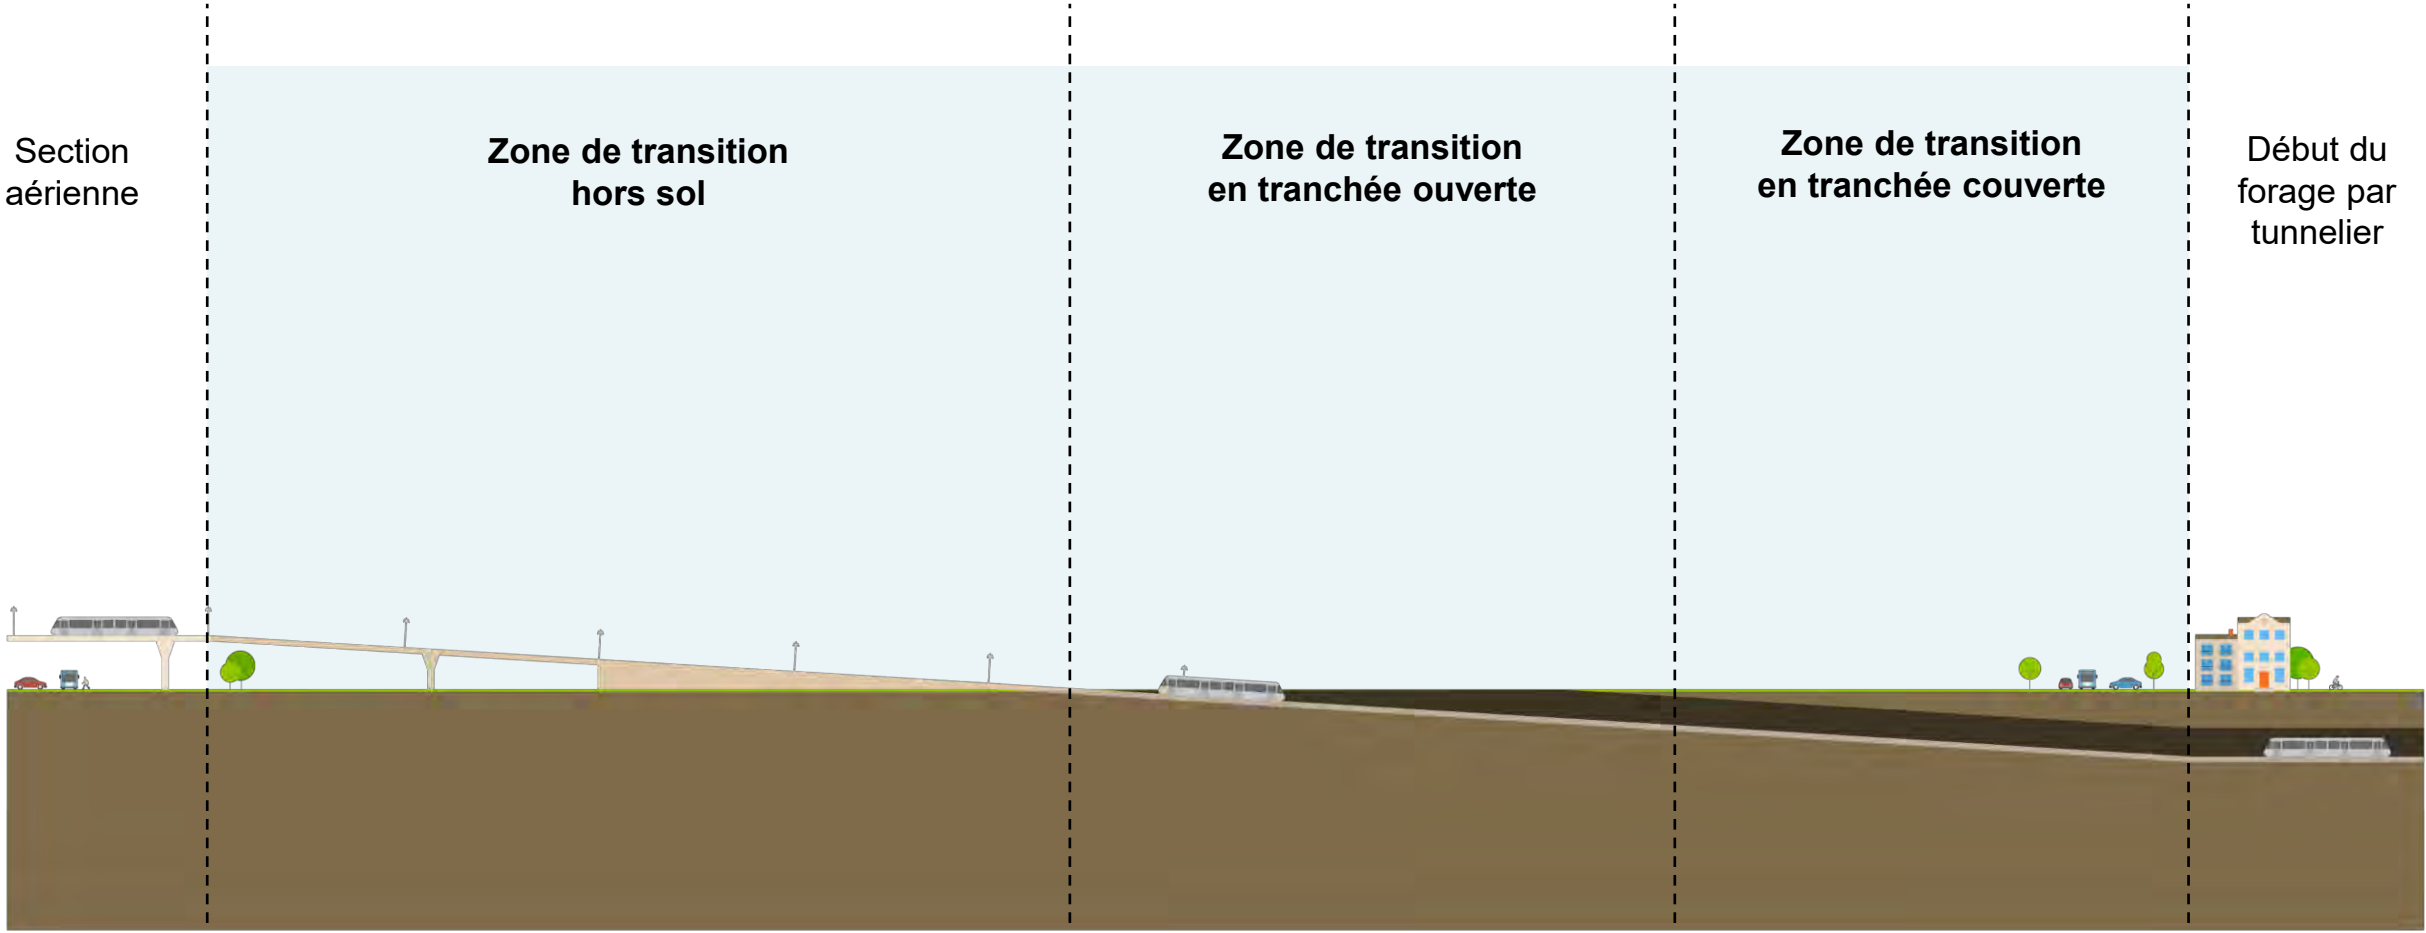 Section
aérienne
Zone de transition
hors sol
Zone de transition
en tranchée ouverte
Zone de transition
en tranchée couverte
Début du
forage par
tunnelier